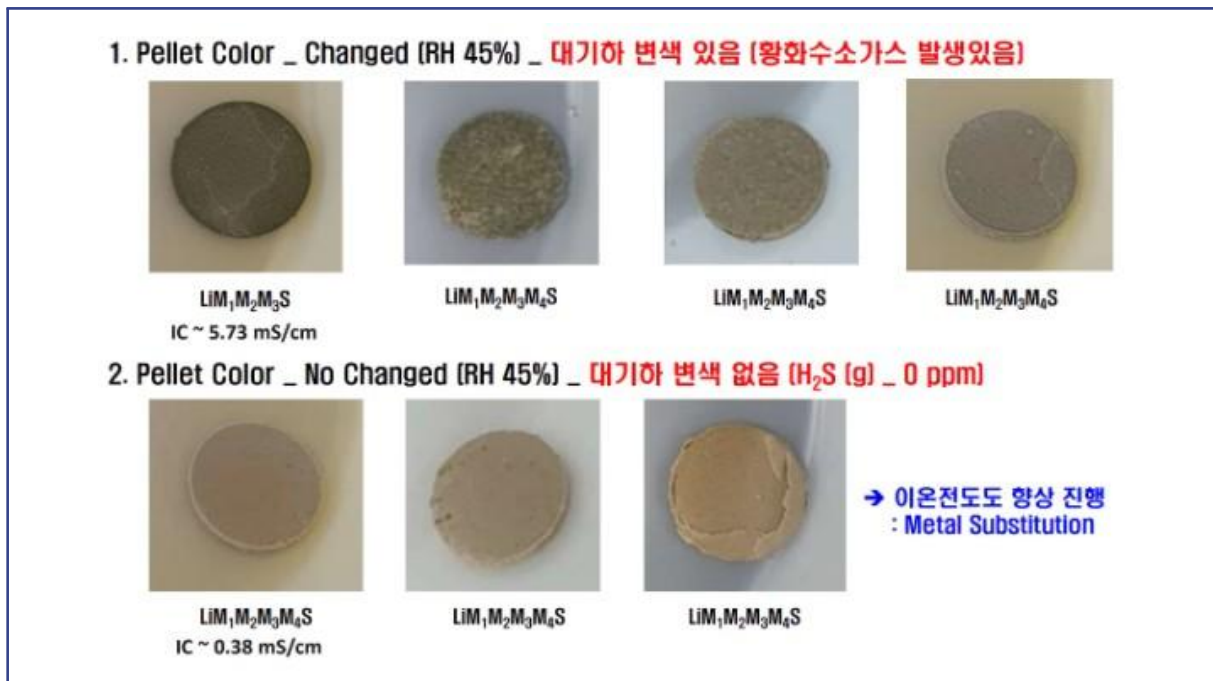 1. Pellet Color _ Changed (RH 45%) _ 대기하 변색 있음 (황화수소가스 발생있음)
LiM₁M₂M₃S
LiM₁M₂M₃M₄S
LiM₁M₂M₃M₄S
LiM₁M₂M₃M₄S
IC ~ 5.73 mS/cm
2. Pellet Color _ No Changed (RH 45%) _ 대기하 변색 없음 (H₂S (g) _ 0 ppm)
→ 이온전도도 향상 진행
: Metal Substitution
LiM₁M₂M₃M₄S
LiM₁M₂M₃M₄S
LiM₁M₂M₃M₄S
IC ~ 0.38 mS/cm